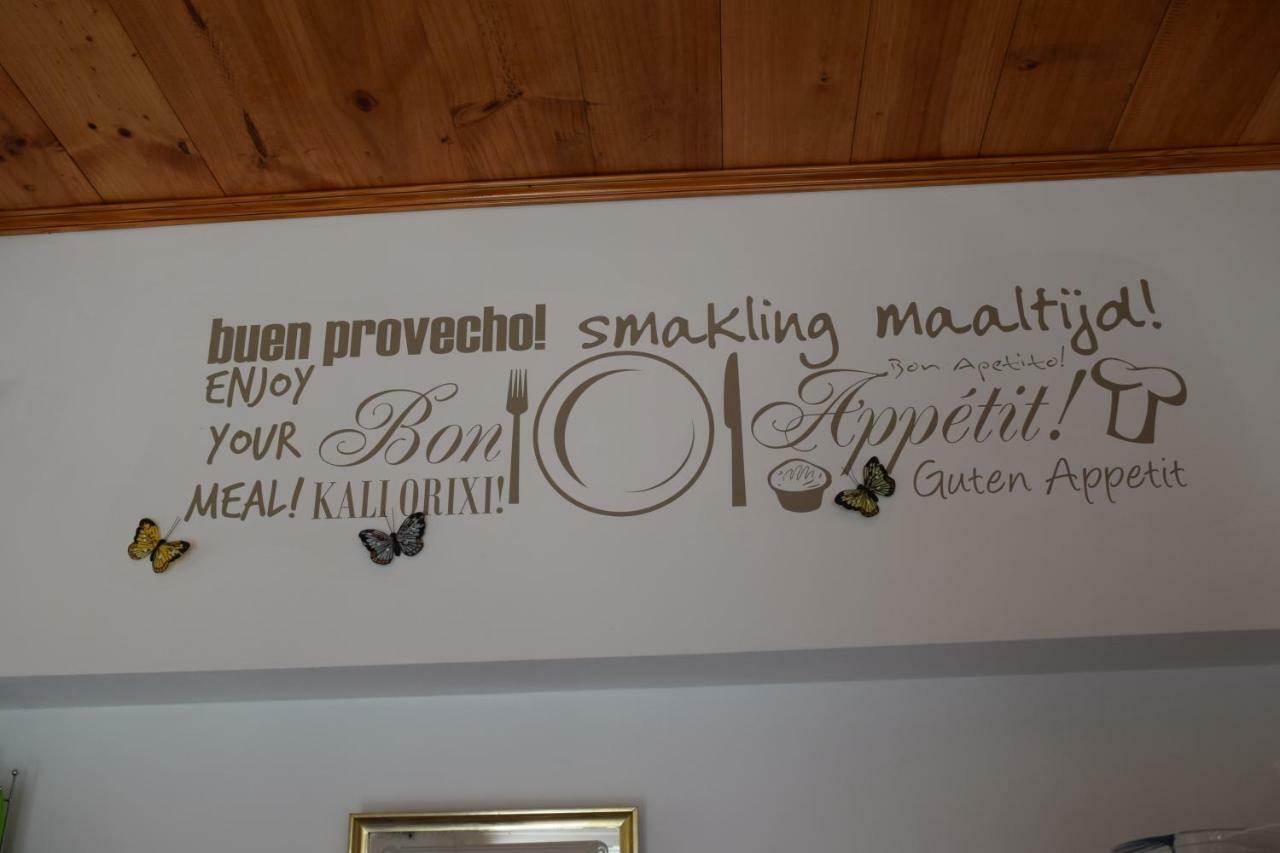 buen provecho! smakling maaltijd!
ENJOY
YOUR
MEAL!
Bon Appétit!
Bon Apetito!
KALI ORIXI!
Guten Appetit